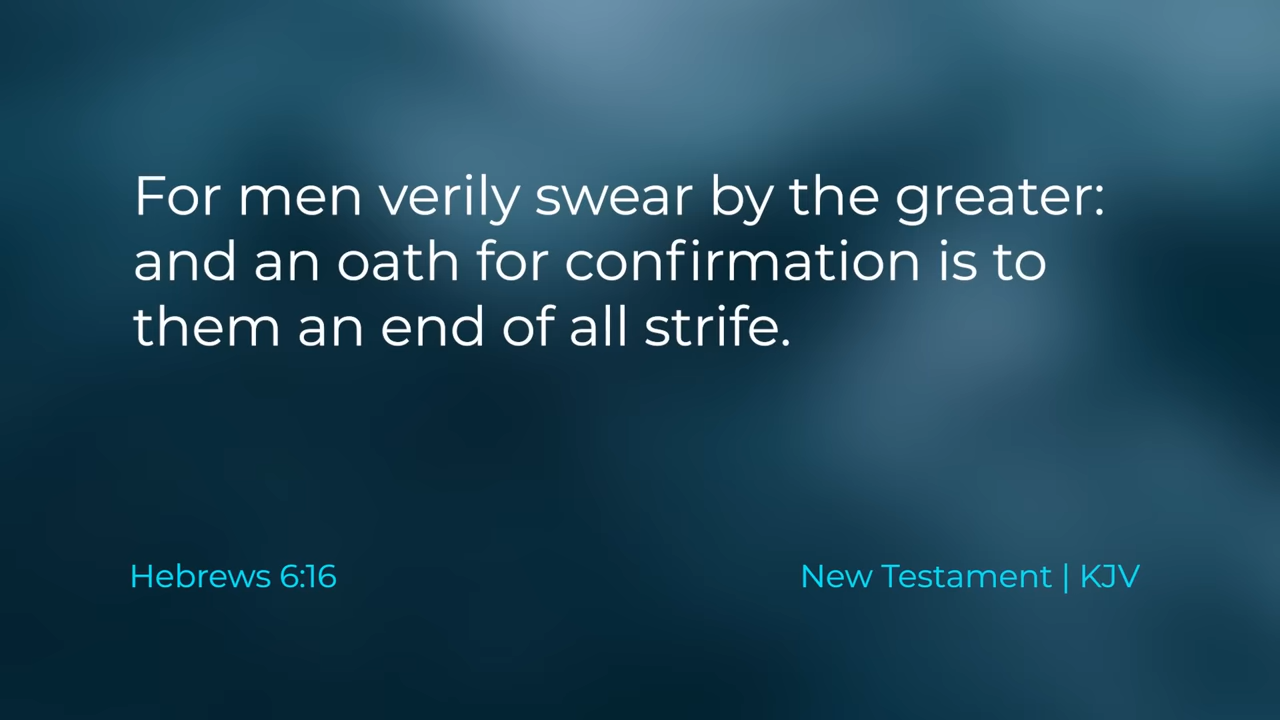 For men verily swear by the greater:
and an oath for confirmation is to
them an end of all strife.
Hebrews 6:16
New Testament | KJV